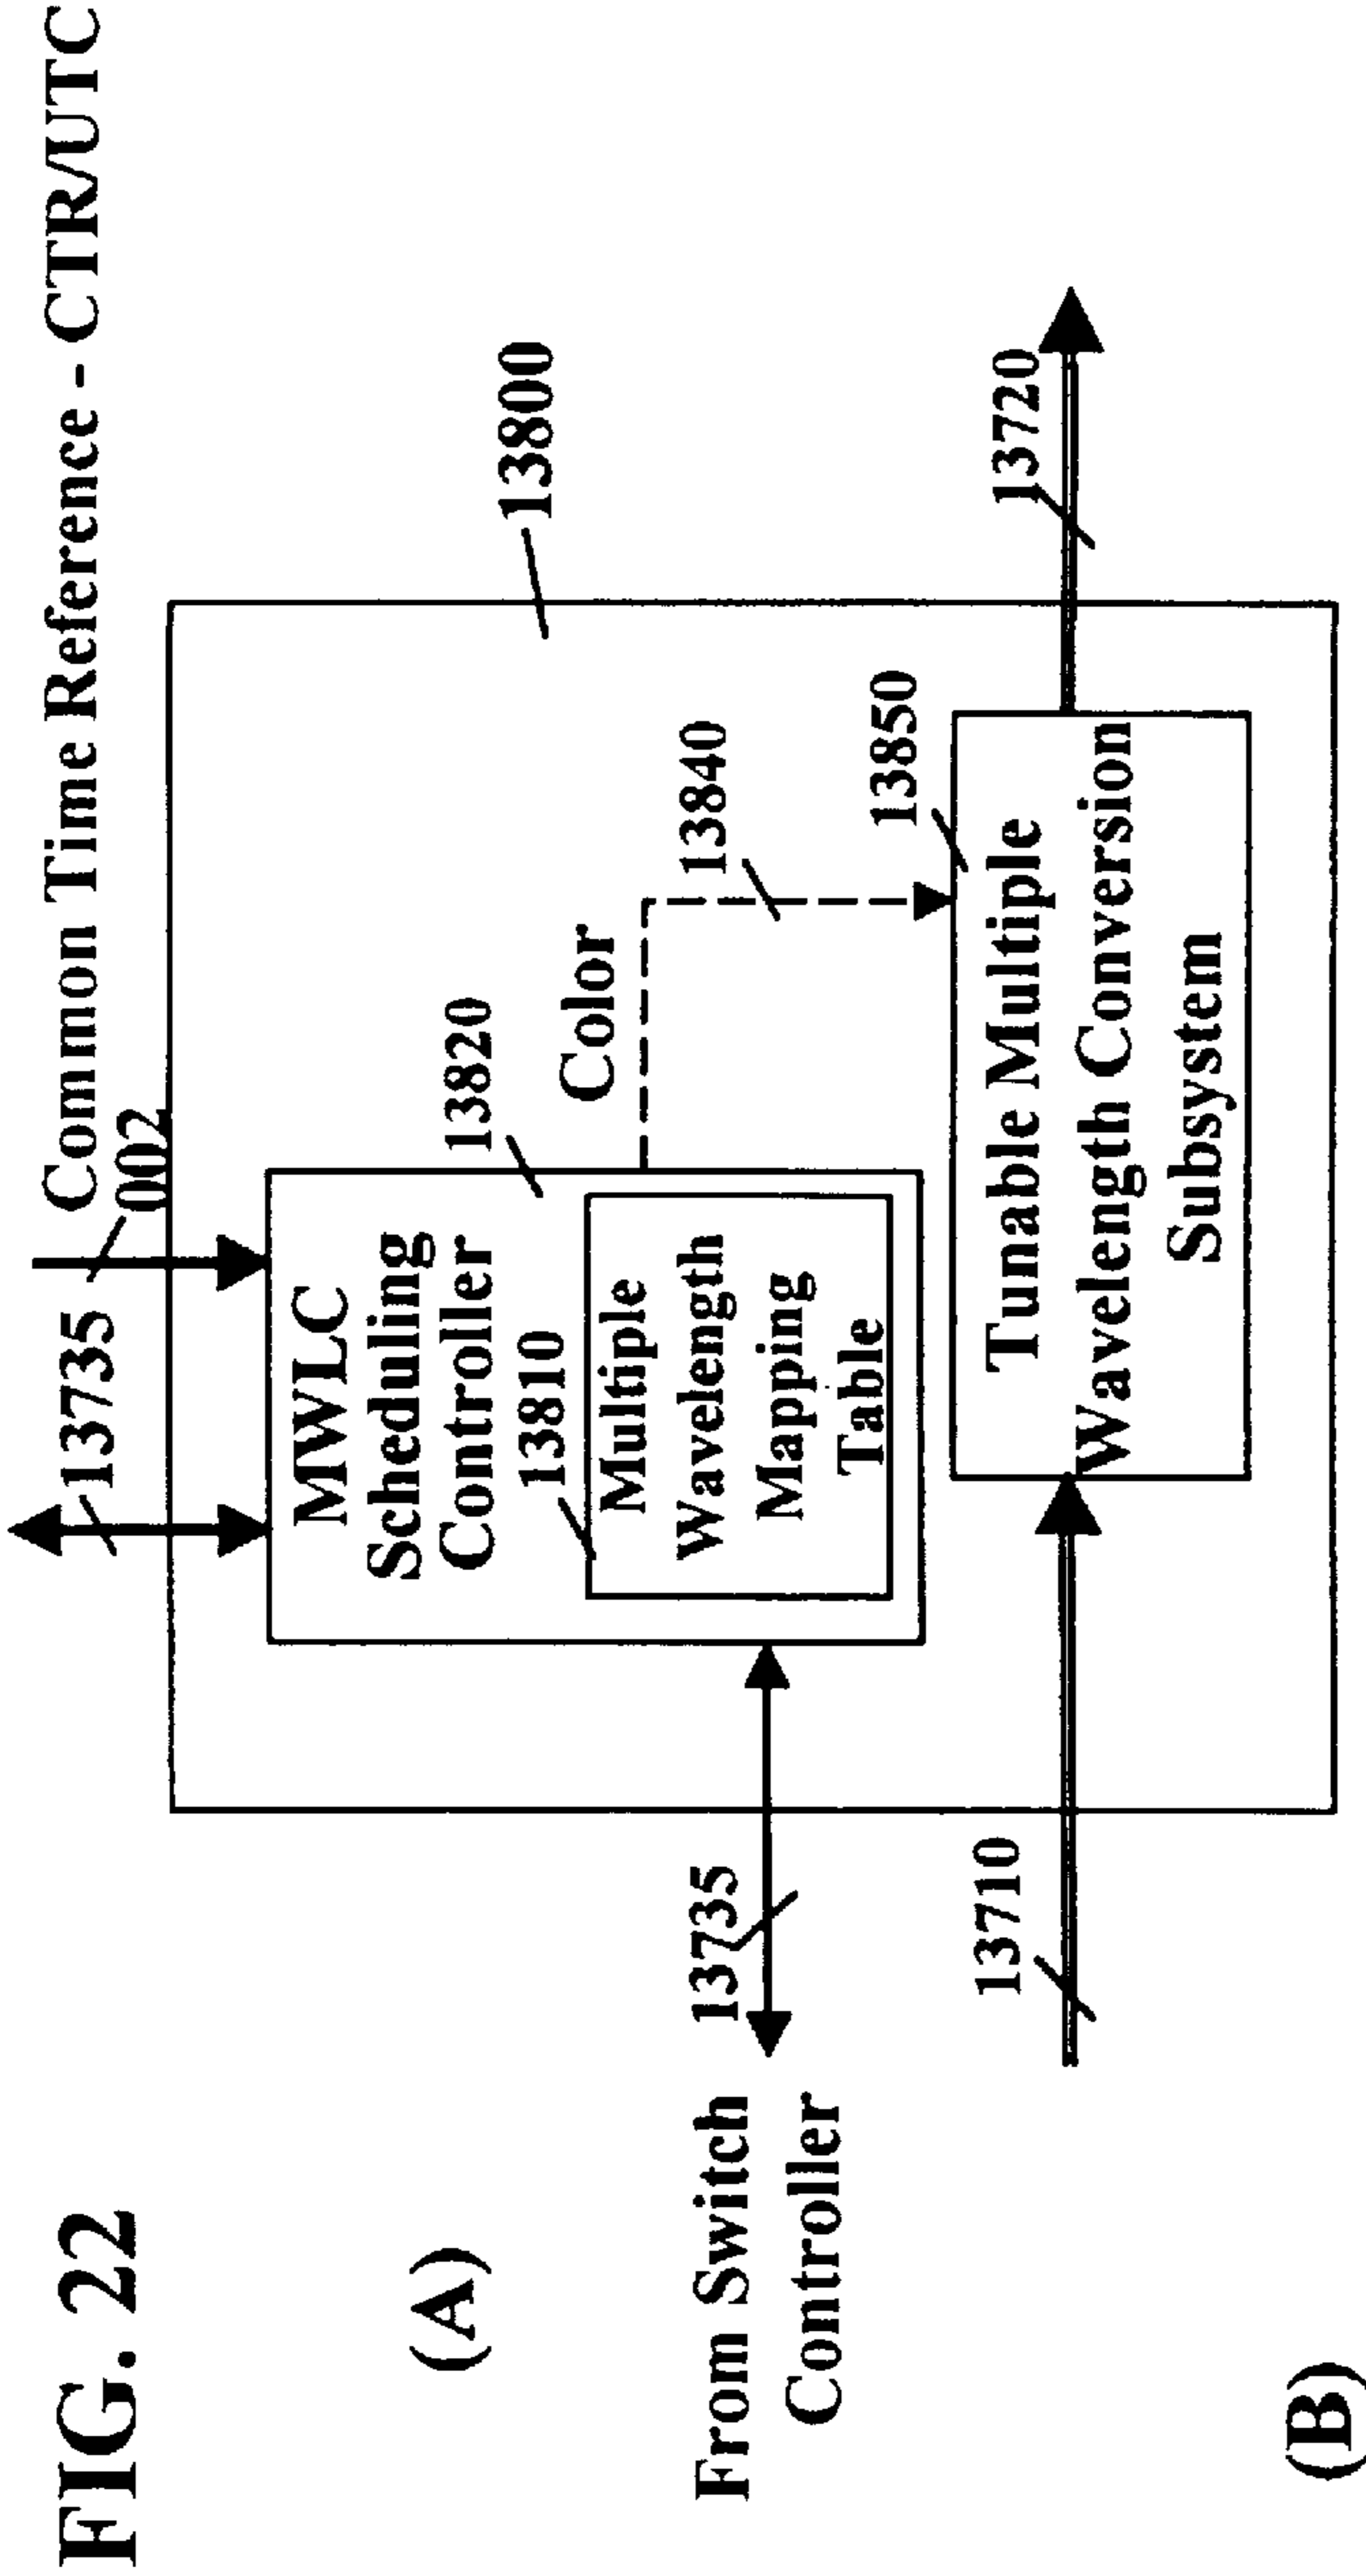 FIG. 22
Common Time Reference - CTR/UTC
13735
002
(A)
13800
MWLC
Scheduling
Controller
13820
13810
Multiple
Wavelength
Mapping
Table
Color
13840
13735
From Switch
Controller
13850
13710
13720
Tunable Multiple
Wavelength Conversion
Subsystem
(B)